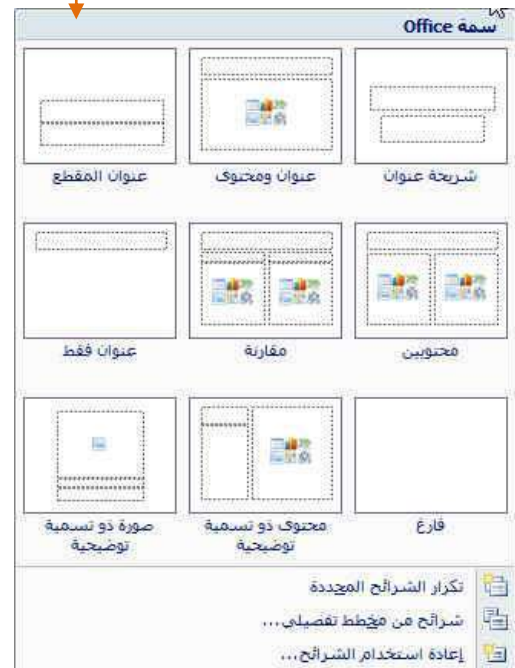 سمة Office
شريحة عنوان
عنوان ومحتوى
عنوان المقطع
محتويين
مقارنة
عنوان فقط
فارغ
محتوى ذو تسمية
توضيحية
صورة ذو تسمية
توضيحية
تكرار الشرائح المحددة
شرائح من مخطط تفصيلي...
إعادة استخدام الشرائح...